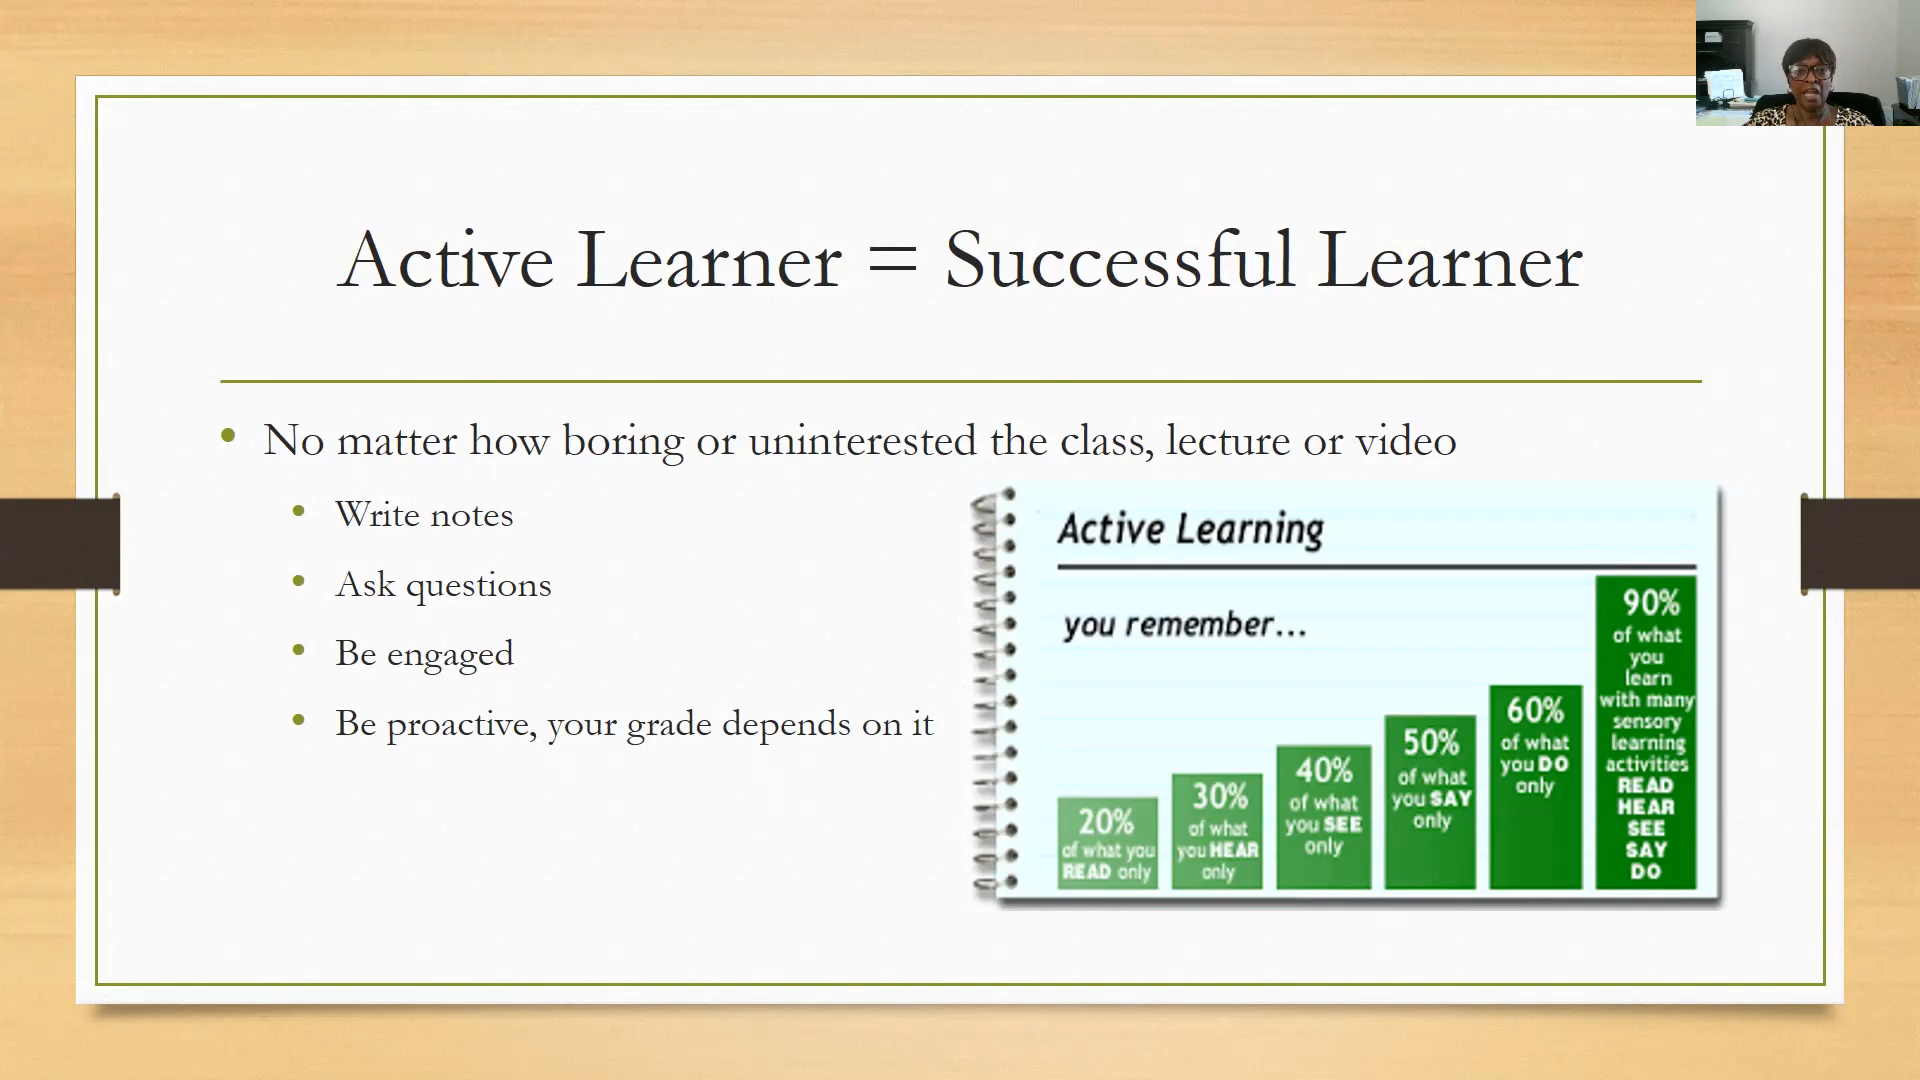 Active Learner = Successful Learner
No matter how boring or uninterested the class, lecture or video
Write notes
Ask questions
Be engaged
Be proactive, your grade depends on it
Active Learning
you remember...
20%
of what you
READ only
30%
of what
you HEAR
only
40%
of what
you SEE
only
50%
of what
you SAY
only
60%
of what
you DO
only
90%
of what
you
learn
with many
sensory
learning
activities
READ
HEAR
SEE
SAY
DO